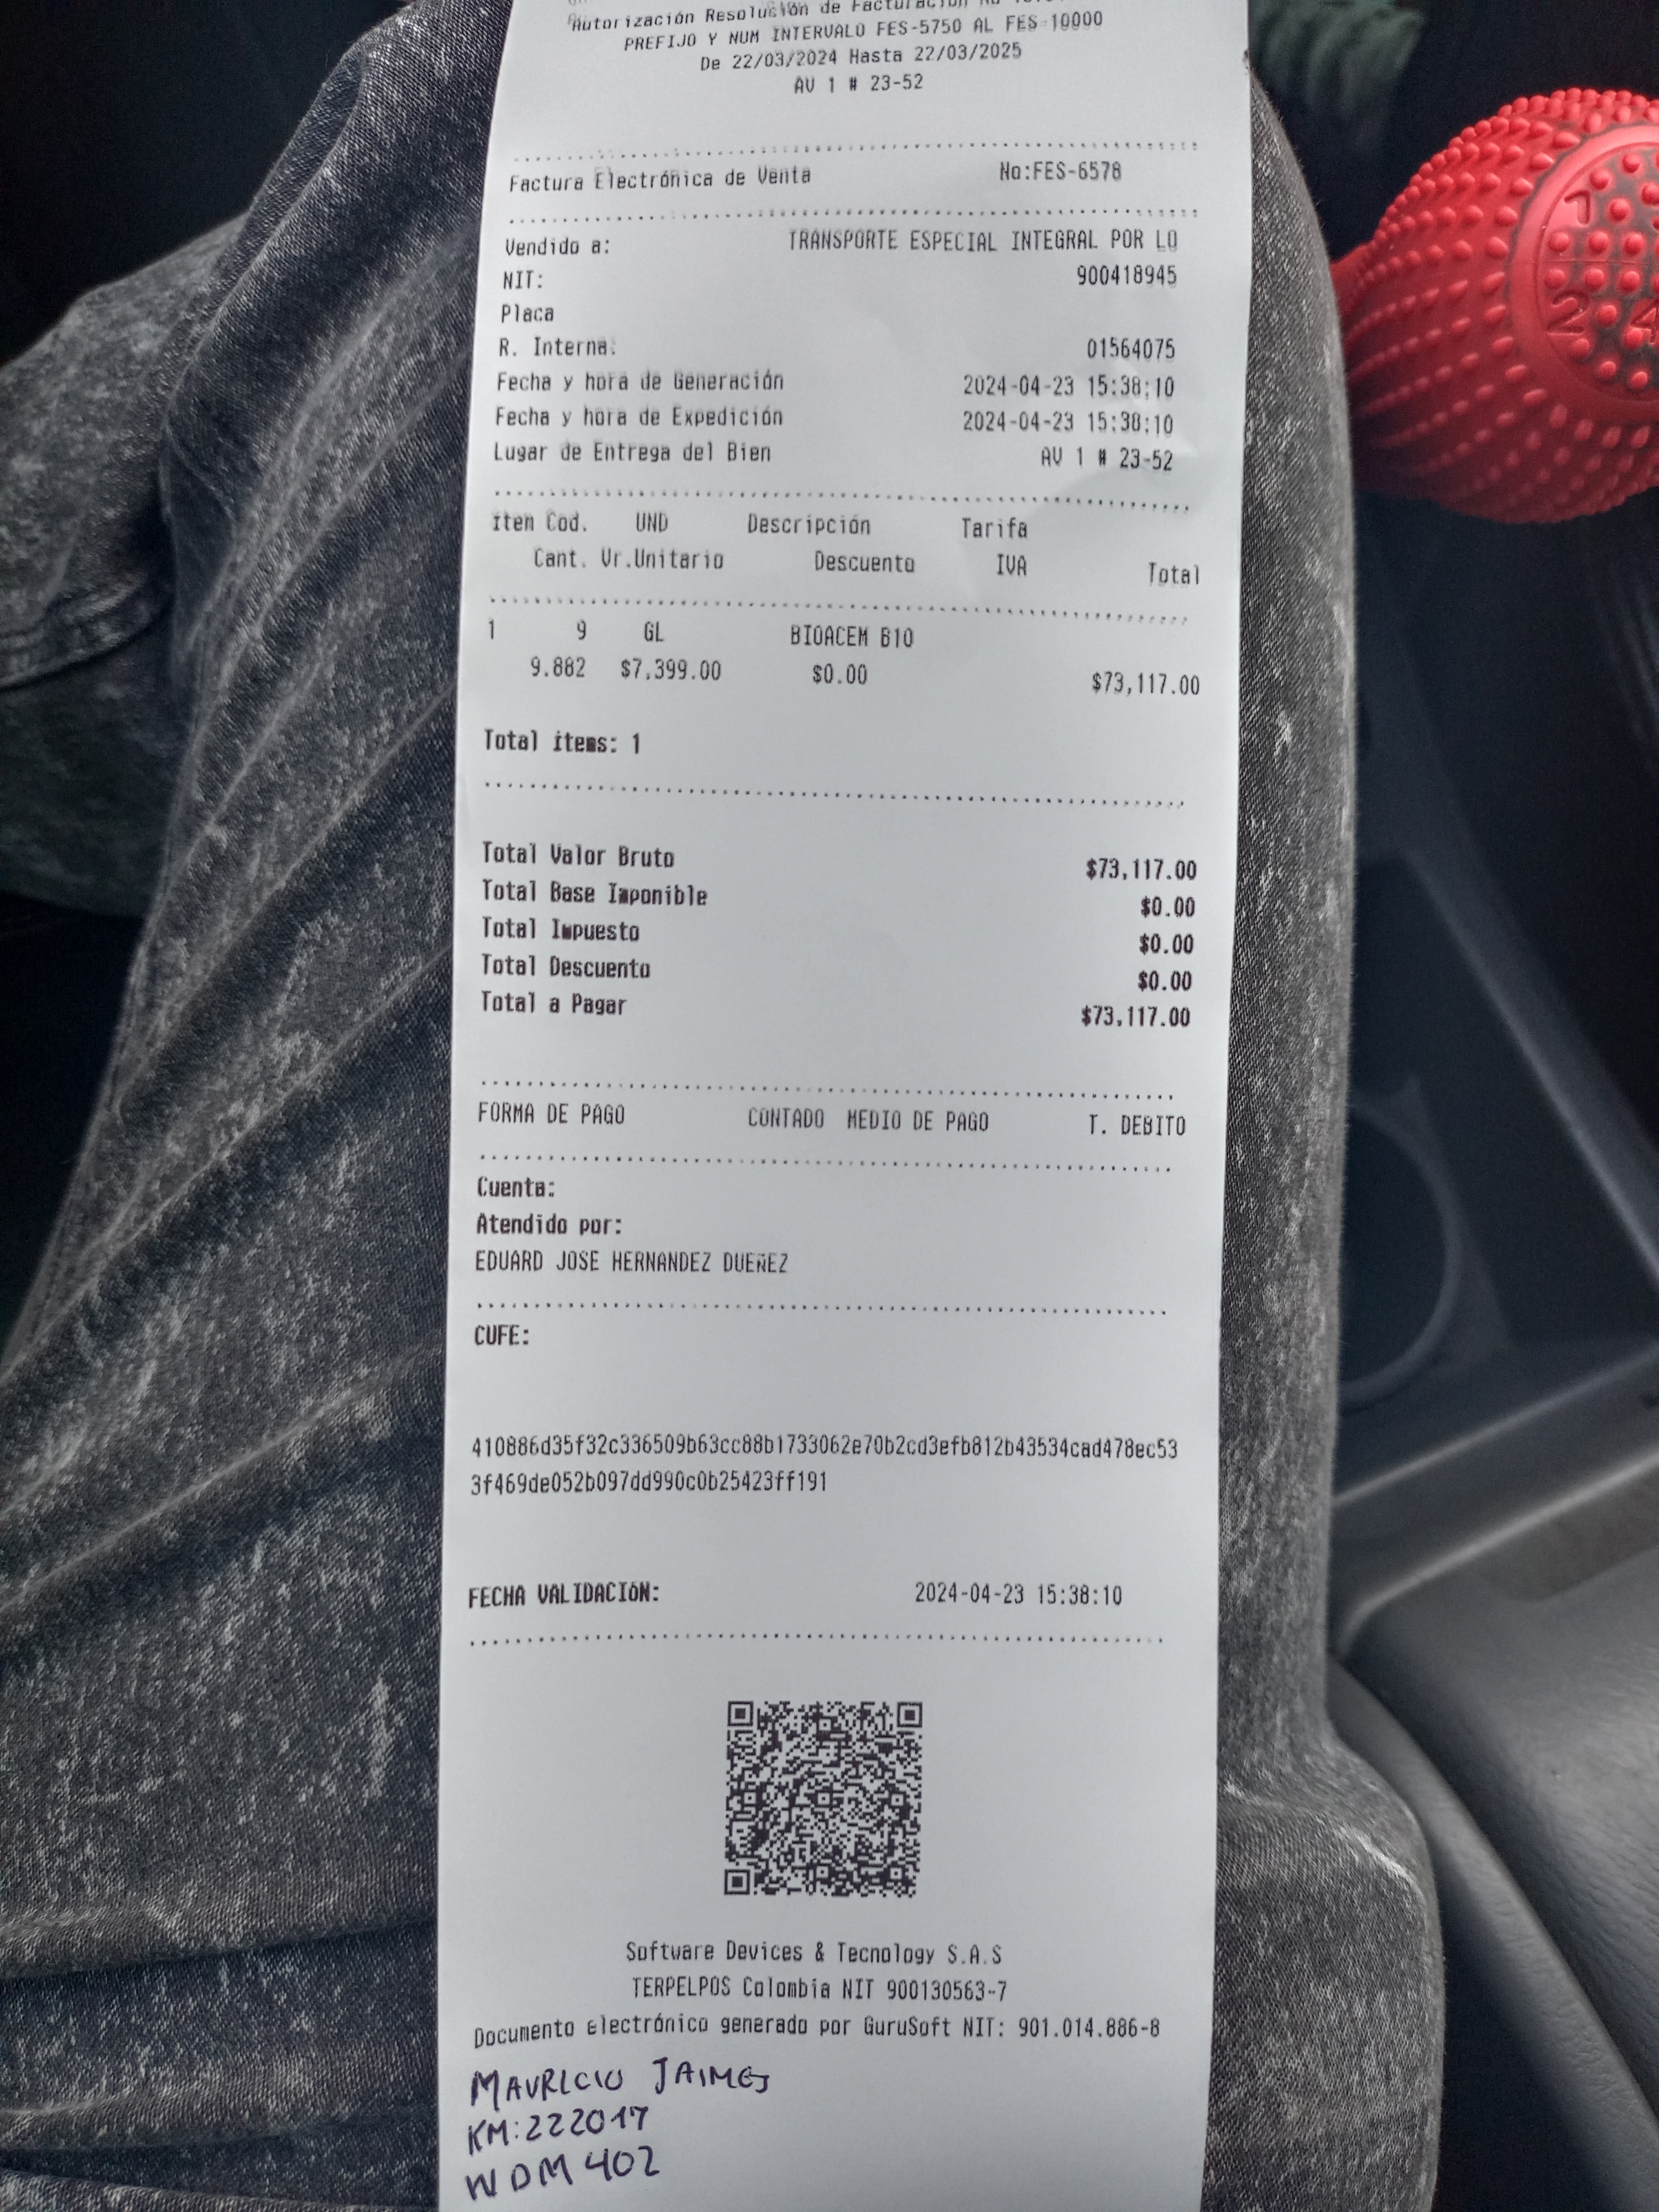 Autorización Resolución de Facturación No
PREFIJO Y NUM INTERVALO FES-5750 AL FES-10000
De 22/03/2024 Hasta 22/03/2025
AV 1 # 23-52
Factura Electrónica de Venta No:FES-6578
Vendido a: TRANSPORTE ESPECIAL INTEGRAL POR LO
NIT: 900418945
Placa
R. Interna: 01564075
Fecha y hora de Generación 2024-04-23 15:38:10
Fecha y hora de Expedición 2024-04-23 15:38:10
Lugar de Entrega del Bien AV 1 # 23-52
Item Cod. UND Descripción Tarifa
Cant. Vr.Unitario Descuento IVA Total
1 9 GL BIOACEM B10
9.882 $7,399.00 $0.00 $73,117.00
Total items: 1
Total Valor Bruto $73,117.00
Total Base Imponible $0.00
Total Impuesto $0.00
Total Descuento $0.00
Total a Pagar $73,117.00
FORMA DE PAGO CONTADO MEDIO DE PAGO T. DEBITO
Cuenta:
Atendido por:
EDUARD JOSE HERNANDEZ DUEÑEZ
CUFE:
410886d35f32c336509b63cc88b1733062e70b2cd3efb812b43534cad478ec53
3f469de052b097dd990c0b25423ff191
FECHA VALIDACIÓN: 2024-04-23 15:38:10
Software Devices & Tecnology S.A.S
TERPELPOS Colombia NIT 900130563-7
Documento electrónico generado por GuruSoft NIT: 901.014.886-8
MAURICIO JAIMES
KM:222017
WDM 402
1
2 4